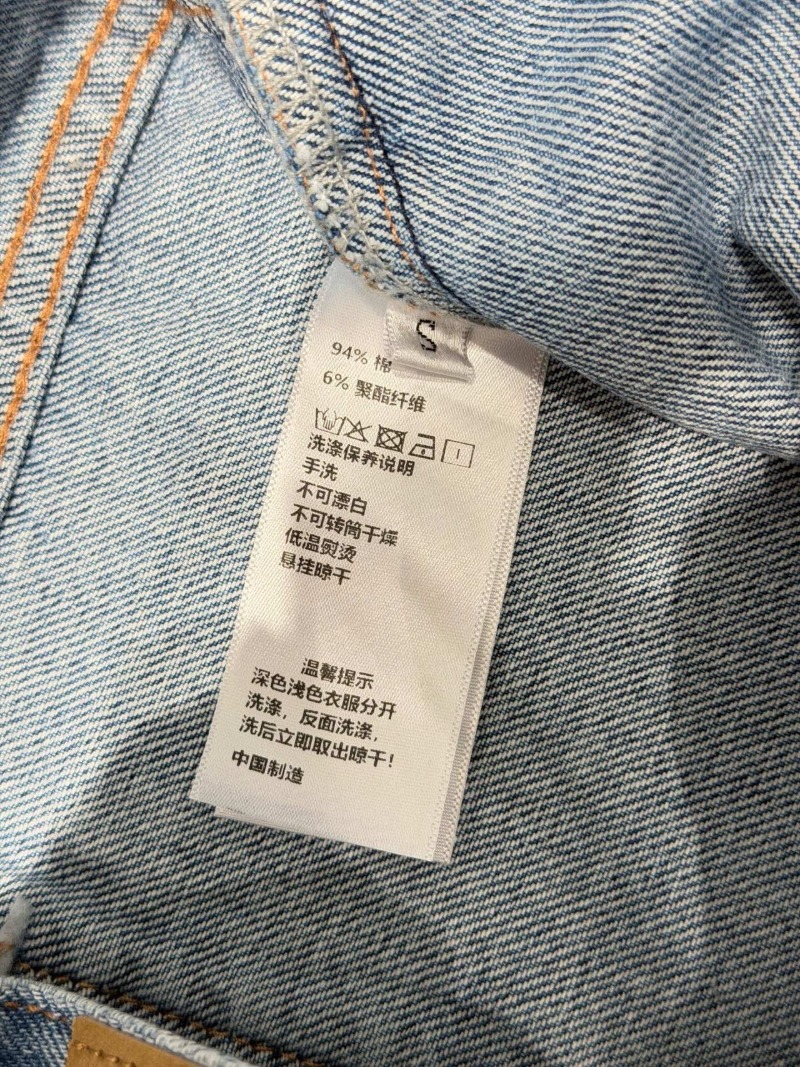 S
94% 棉
6% 聚酯纤维
洗涤保养说明
手洗
不可漂白
不可转筒干燥
低温熨烫
悬挂晾干
温馨提示
深色浅色衣服分开
洗涤，反面洗涤，
洗后立即取出晾干！
中国制造